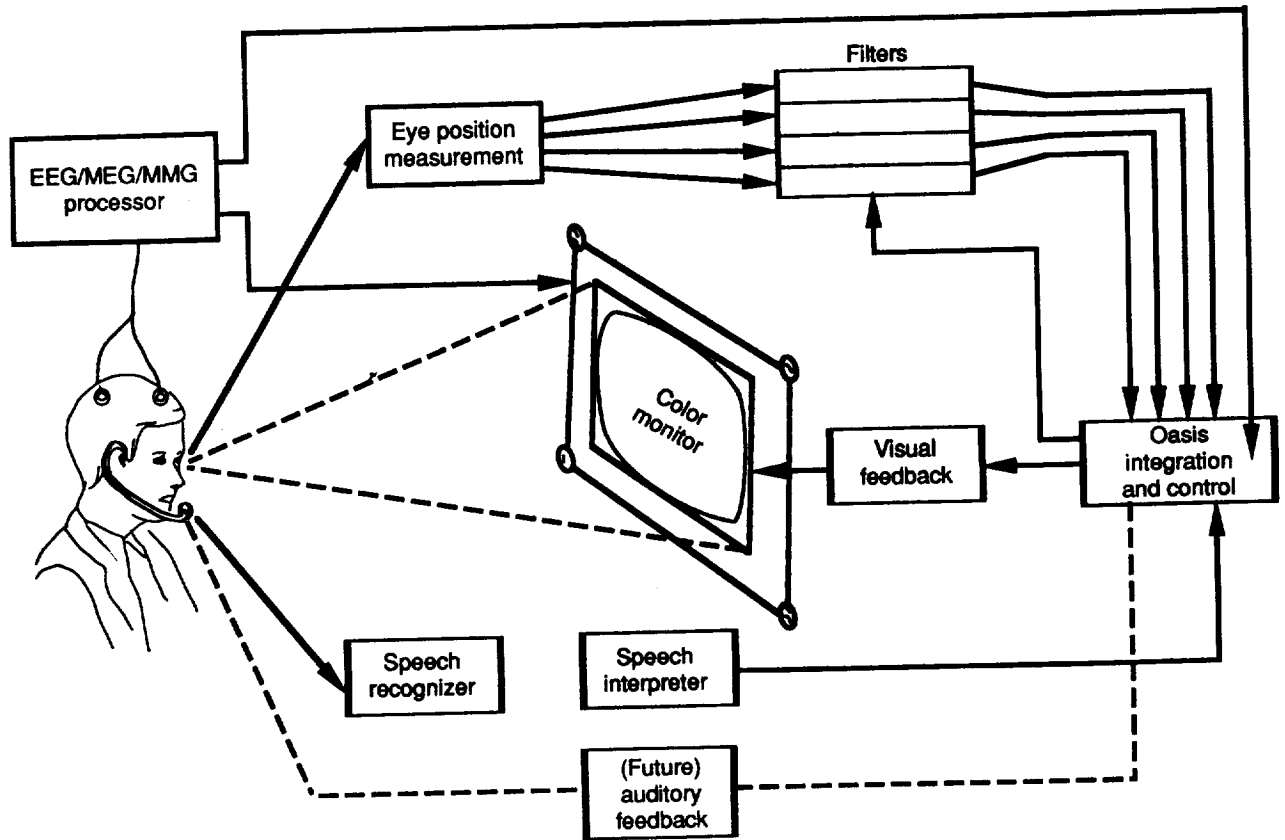 Filters
Eye position
measurement
EEG/MEG/MMG
processor
Color
monitor
Visual
feedback
Oasis
integration
and control
Speech
recognizer
Speech
interpreter
(Future)
auditory
feedback